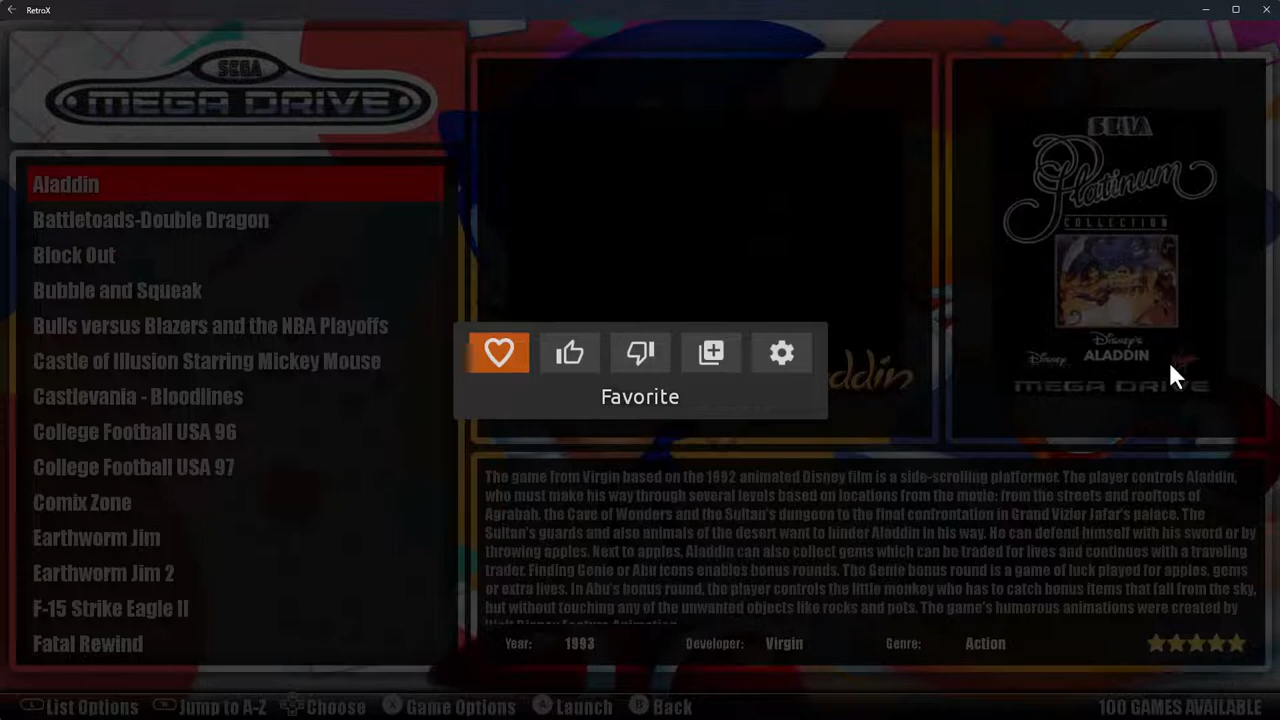 RetroX
SEGA
MEGA DRIVE
Aladdin
Battletoads-Double Dragon
Block Out
Bubble and Squeak
Bulls versus Blazers and the NBA Playoffs
Castle of Illusion Starring Mickey Mouse
Castlevania - Bloodlines
College Football USA 96
College Football USA 97
Comix Zone
Earthworm Jim
Earthworm Jim 2
F-15 Strike Eagle II
Fatal Rewind
Favorite
SEGA
Platinum
COLLECTION
Disney's
ALADDIN
Disney
Virgin
MEGA DRIVE
The game from Virgin based on the 1992 animated Disney film is a side-scrolling platformer. The player controls Aladdin,
who must make his way through several levels based on locations from the movie: from the streets and rooftops of
Agrabah, the Cave of Wonders and the Sultan's dungeon to the final confrontation in Grand Vizior Jafar's palace. The
Sultan's guards and also animals of the desert want to hinder Aladdin in his way. He can defend himself with his sword or by
throwing apples. Next to apples, Aladdin can also collect gems which can be traded for lives and continues with a traveling
trader. Finding Genie or Abu icons enables bonus rounds. The Genie bonus round is a game of luck played for apples, gems
or extra lives. In Abu's bonus round, the player controls the little monkey who has to catch bonus items that fall from the sky,
but without touching any of the unwanted objects like rocks and pots. The game's humorous animations were created by
Walt Disney Feature Animation.
Year: 1993 Developer: Virgin Genre: Action
L List Options R Jump to A-Z Choose X Game Options A Launch B Back 100 GAMES AVAILABLE